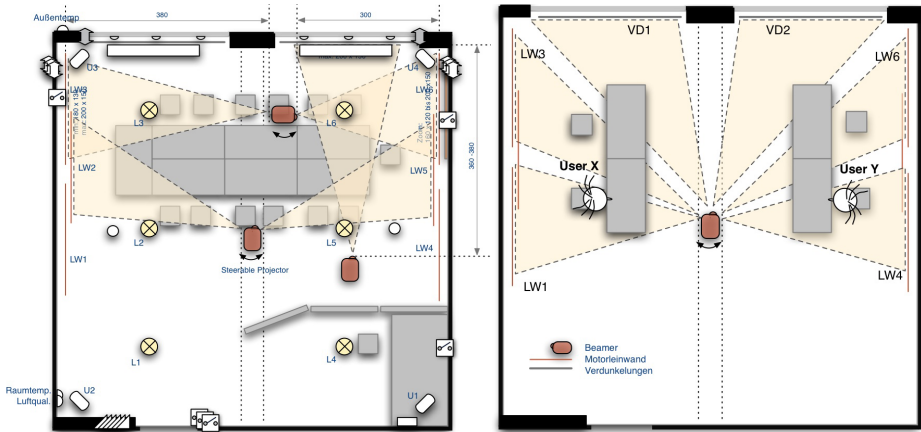 Außentemp
380
300
U3
U4
LW3
L3
L6
360 -380
LW2
LW5
L2
L5
LW1
LW4
Steerable Projector
L1
L4
Raumtemp.
Luftqual.
U2
U1
VD1
VD2
LW3
LW6
User X
User Y
LW1
LW4
Beamer
Motorleinwand
Verdunkelungen